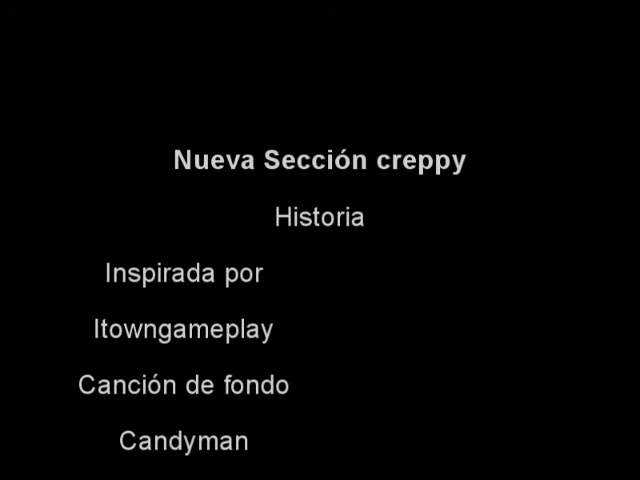 Nueva Sección creppy
Historia
Inspirada por
Itowngameplay
Canción de fondo
Candyman